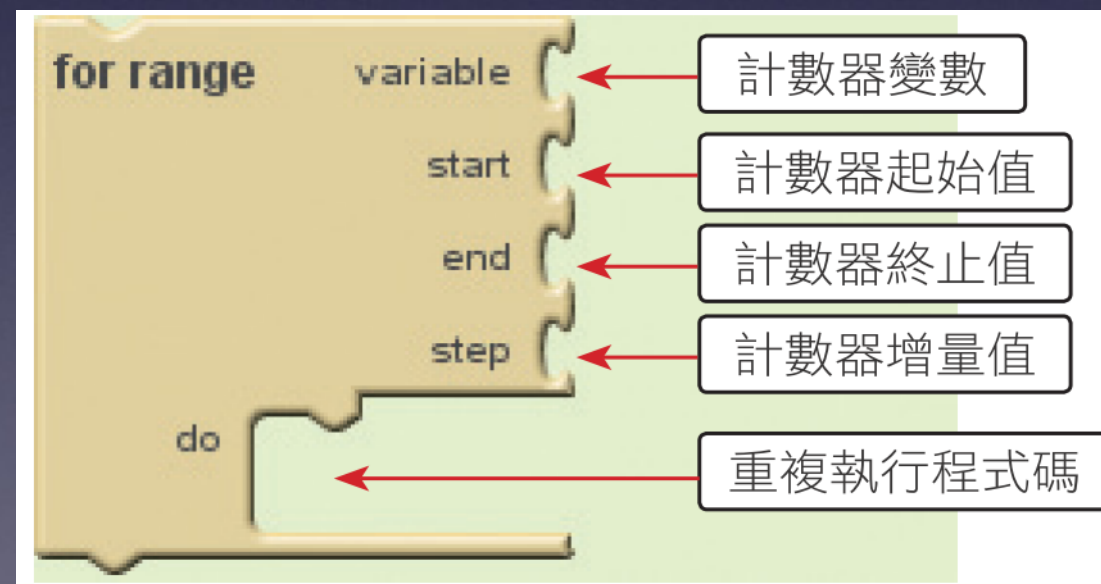 for range variable 計數器變數
start 計數器起始值
end 計數器終止值
step 計數器增量值
do 重複執行程式碼